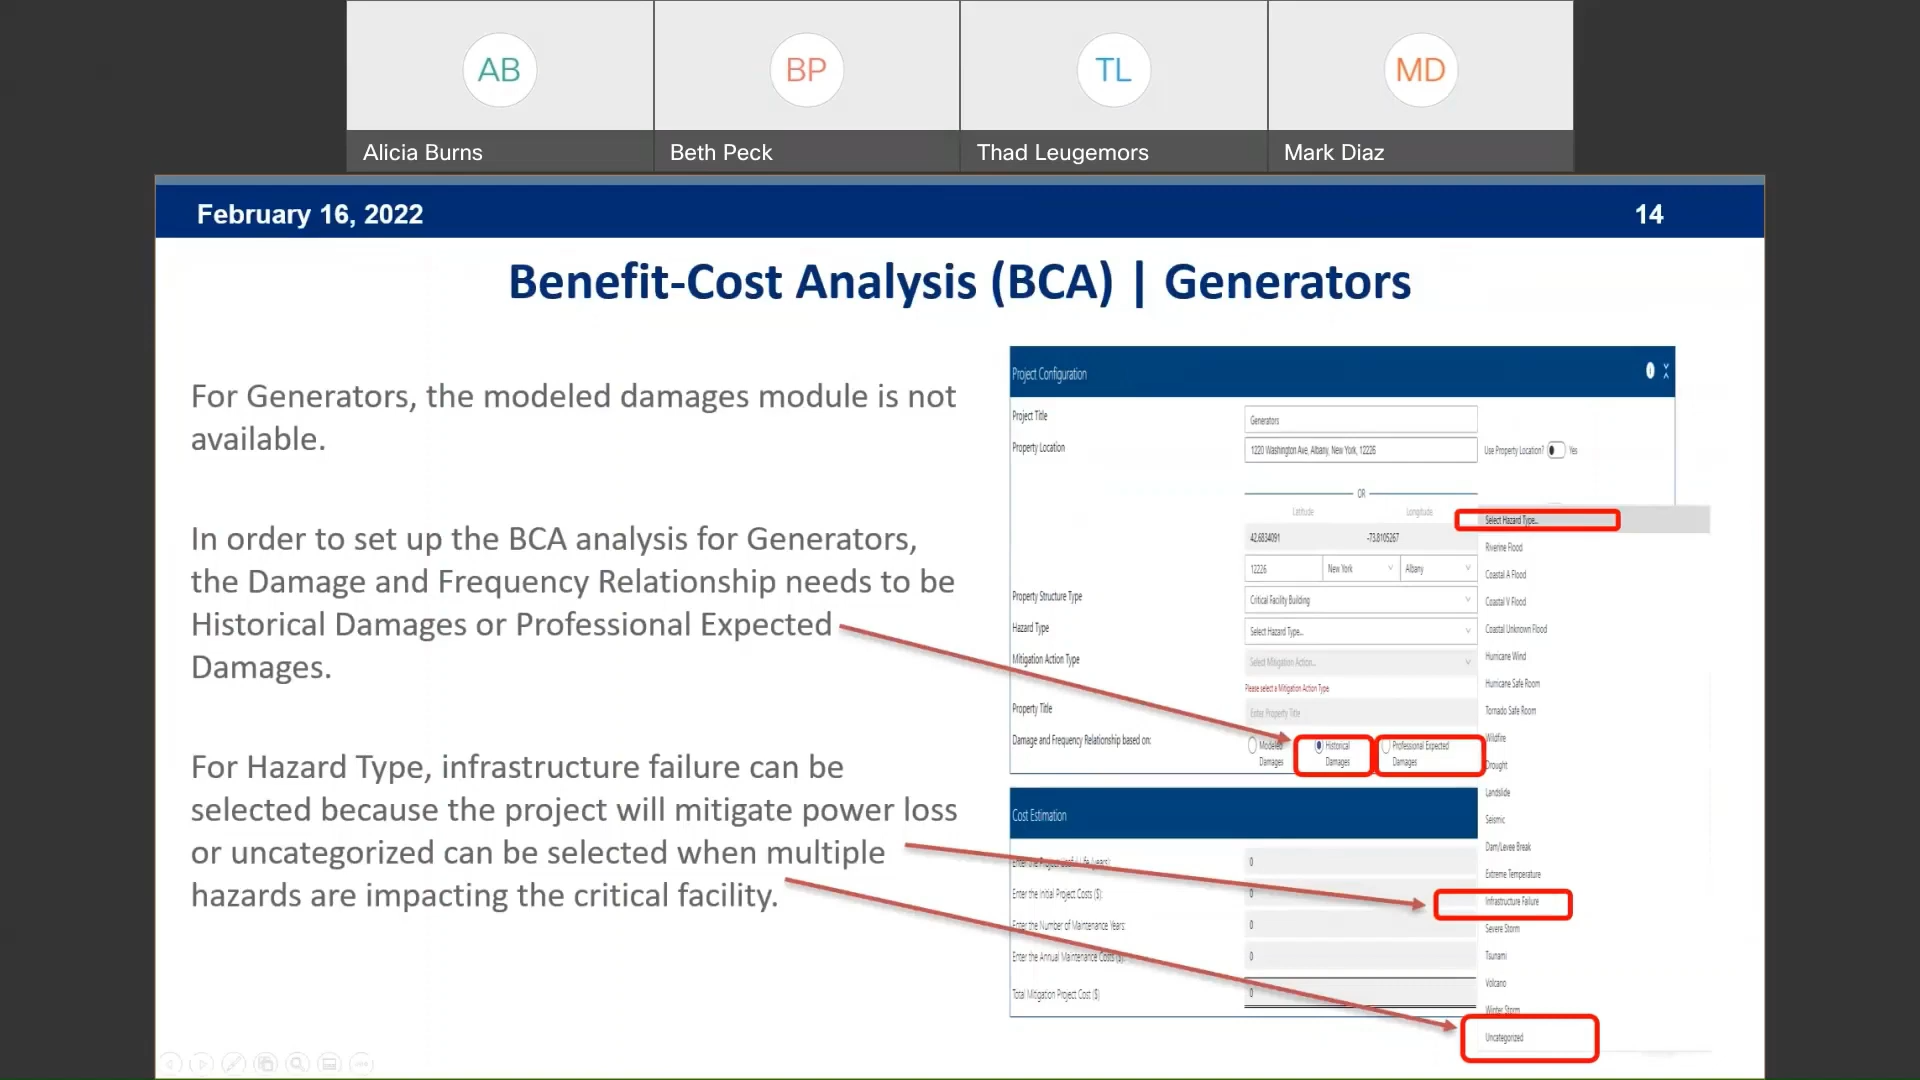 AB
BP
TL
MD
Alicia Burns
Beth Peck
Thad Leugemors
Mark Diaz
February 16, 2022
14
Benefit-Cost Analysis (BCA) | Generators
For Generators, the modeled damages module is not
available.
In order to set up the BCA analysis for Generators,
the Damage and Frequency Relationship needs to be
Historical Damages or Professional Expected
Damages.
For Hazard Type, infrastructure failure can be
selected because the project will mitigate power loss
or uncategorized can be selected when multiple
hazards are impacting the critical facility.
Project Configuration
Project Title
Generators
Property Location
1220 Washington Ave, Albany, New York, 12226
Use Property Location?
Yes
OR
Latitude
Longitude
42.6834091
-73.8105267
12226
New York
Albany
Property Structure Type
Critical Facility Building
Hazard Type
Select Hazard Type...
Mitigation Action Type
Select Mitigation Action...
Please select a Mitigation Action Type
Property Title
Enter Property Title
Damage and Frequency Relationship based on:
Modeled
Damages
Historical
Damages
Professional Expected
Damages
Cost Estimation
Enter the Project Useful Life (years):
0
Enter the Initial Project Costs ($):
0
Enter the Number of Maintenance Years:
0
Enter the Annual Maintenance Costs ($):
0
Total Mitigation Project Cost ($)
0
Select Hazard Type...
Riverine Flood
Coastal A Flood
Coastal V Flood
Coastal Unknown Flood
Hurricane Wind
Hurricane Safe Room
Tornado Safe Room
Wildfire
Drought
Landslide
Seismic
Dam/Levee Break
Extreme Temperature
Infrastructure Failure
Severe Storm
Tsunami
Volcano
Winter Storm
Uncategorized